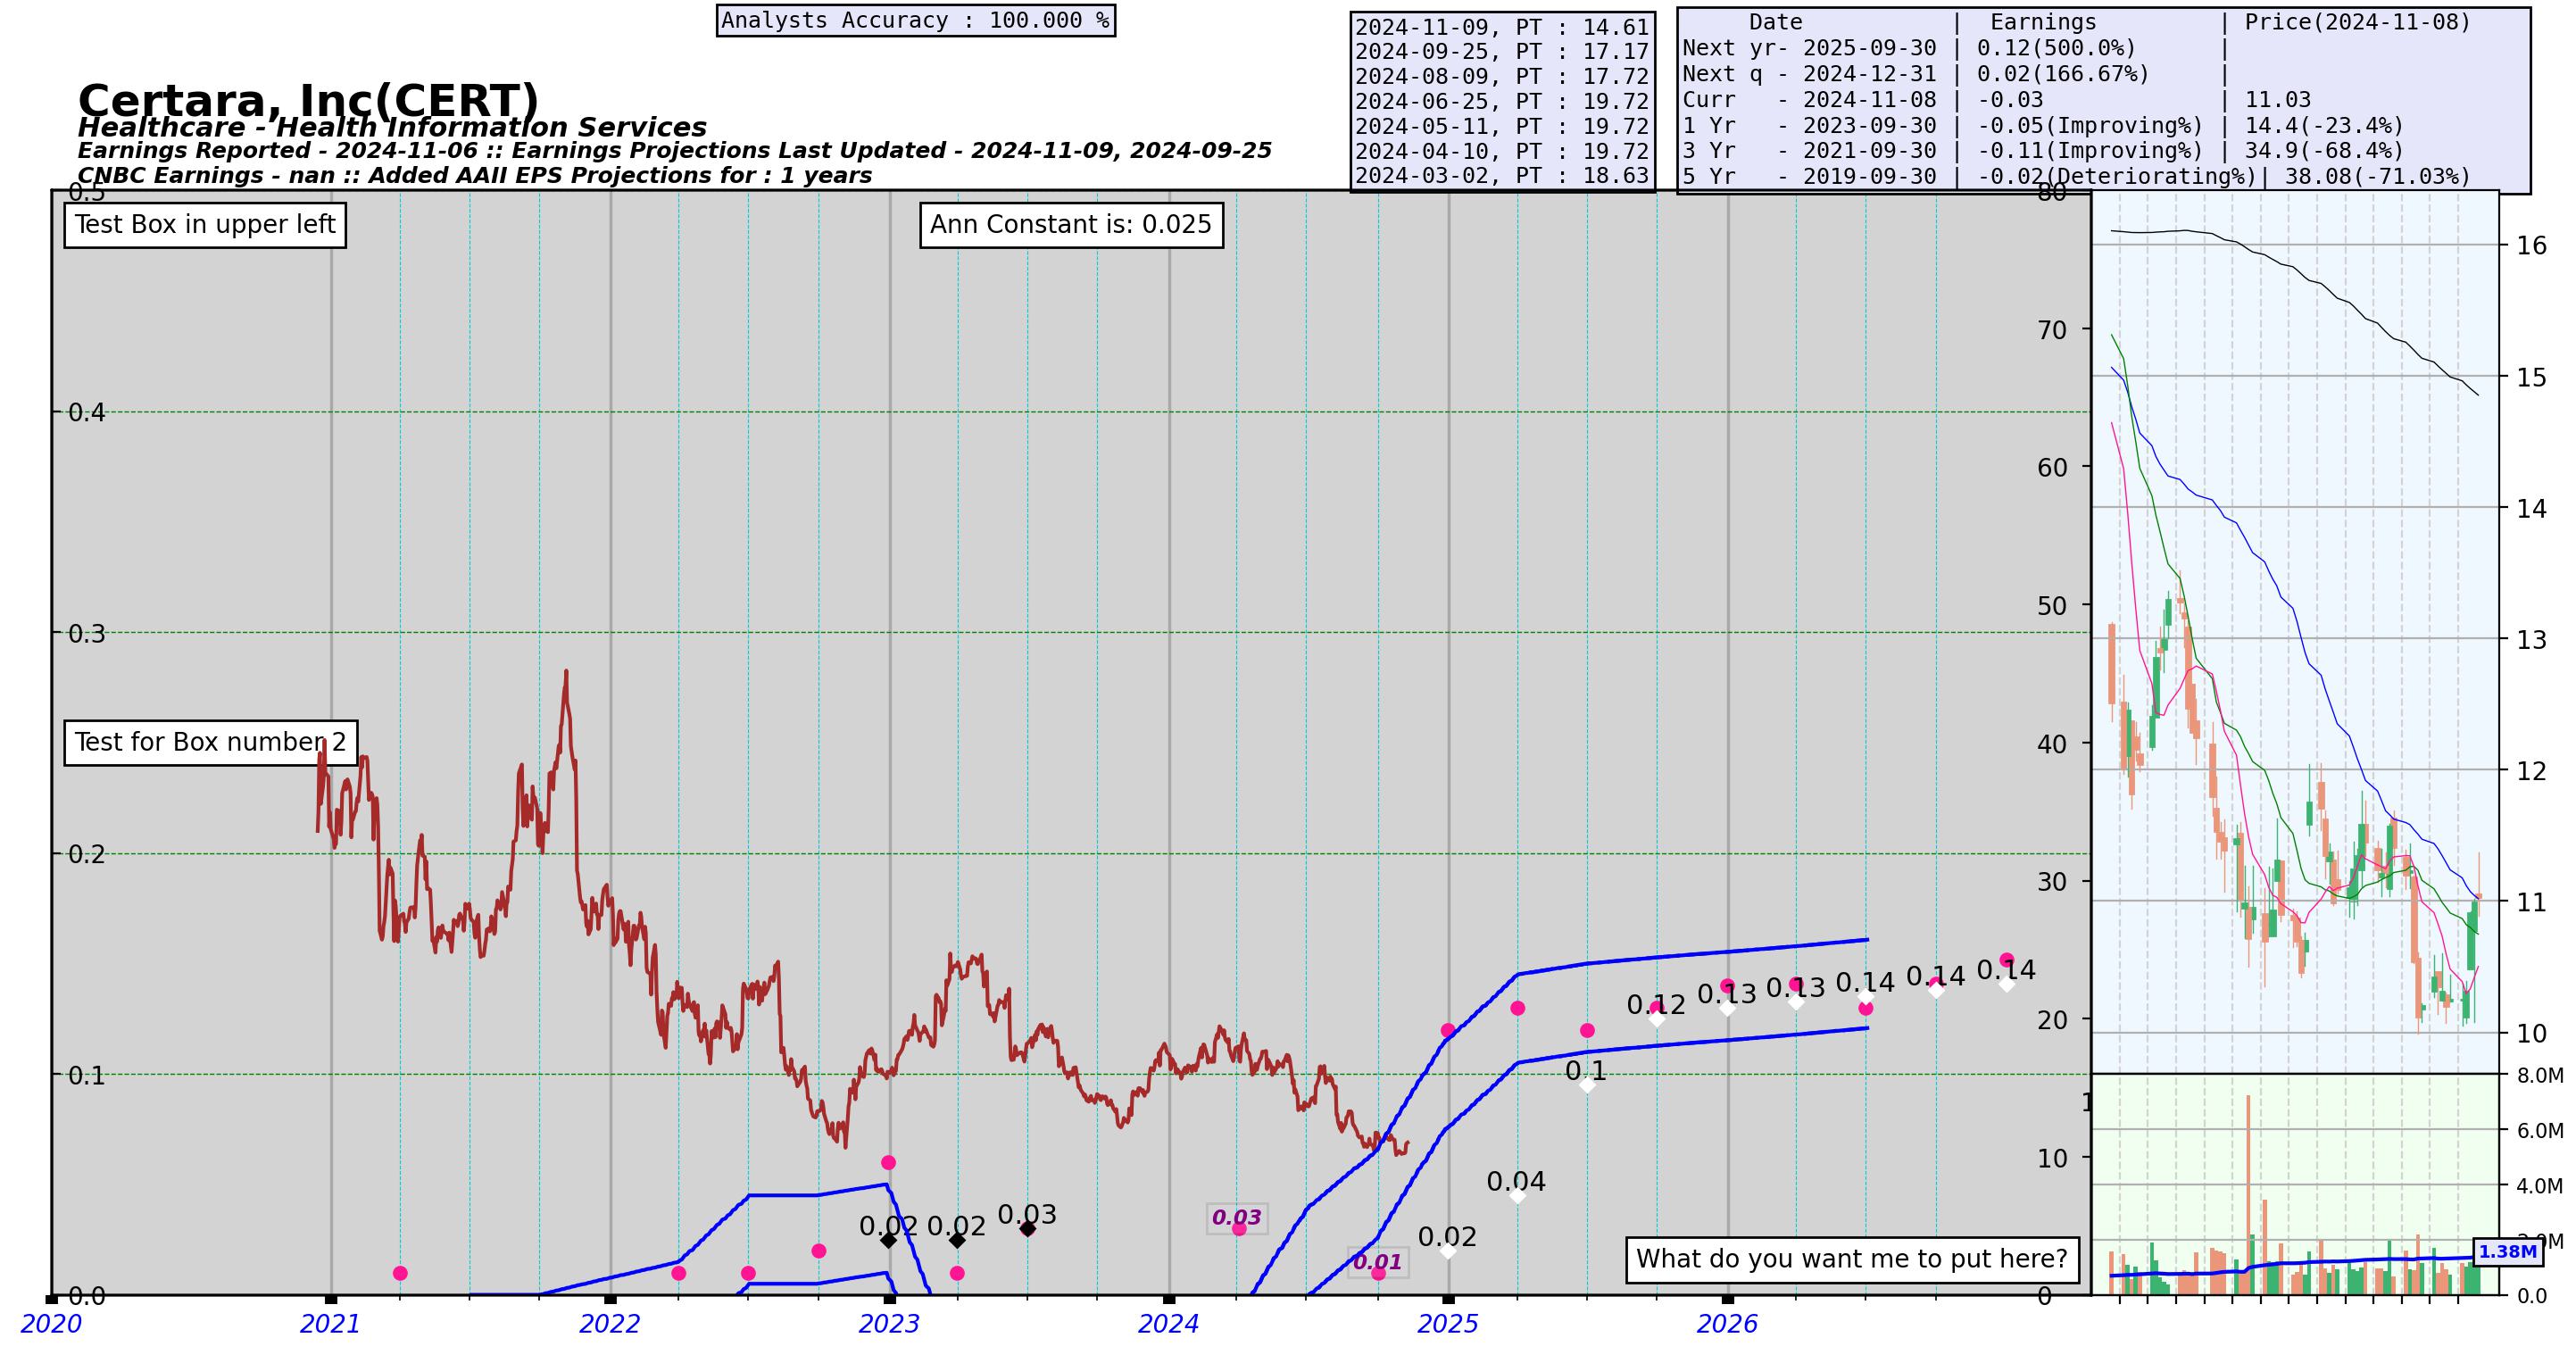 Analysts Accuracy : 100.000 %
2024-11-09, PT : 14.61
2024-09-25, PT : 17.17
2024-08-09, PT : 17.72
2024-06-25, PT : 19.72
2024-05-11, PT : 19.72
2024-04-10, PT : 19.72
2024-03-02, PT : 18.63
Date | Earnings | Price(2024-11-08)
Next yr- 2025-09-30 | 0.12(500.0%) |
Next q - 2024-12-31 | 0.02(166.67%) |
Curr - 2024-11-08 | -0.03 | 11.03
1 Yr - 2023-09-30 | -0.05(Improving%) | 14.4(-23.4%)
3 Yr - 2021-09-30 | -0.11(Improving%) | 34.9(-68.4%)
5 Yr - 2019-09-30 | -0.02(Deteriorating%)| 38.08(-71.03%)
Certara, Inc(CERT)
Healthcare - Health Information Services
Earnings Reported - 2024-11-06 :: Earnings Projections Last Updated - 2024-11-09, 2024-09-25
CNBC Earnings - nan :: Added AAII EPS Projections for : 1 years
Test Box in upper left
Ann Constant is: 0.025
Test for Box number 2
0.5
0.4
0.3
0.2
0.1
0.0
80
70
60
50
40
30
20
10
0
0.02 0.02 0.03
0.03
0.01
0.02
0.04
0.1
0.12 0.13 0.13 0.14 0.14 0.14
What do you want me to put here?
2020 2021 2022 2023 2024 2025 2026
16
15
14
13
12
11
10
1
8.0M
6.0M
4.0M
2.0M
1.38M
0.0